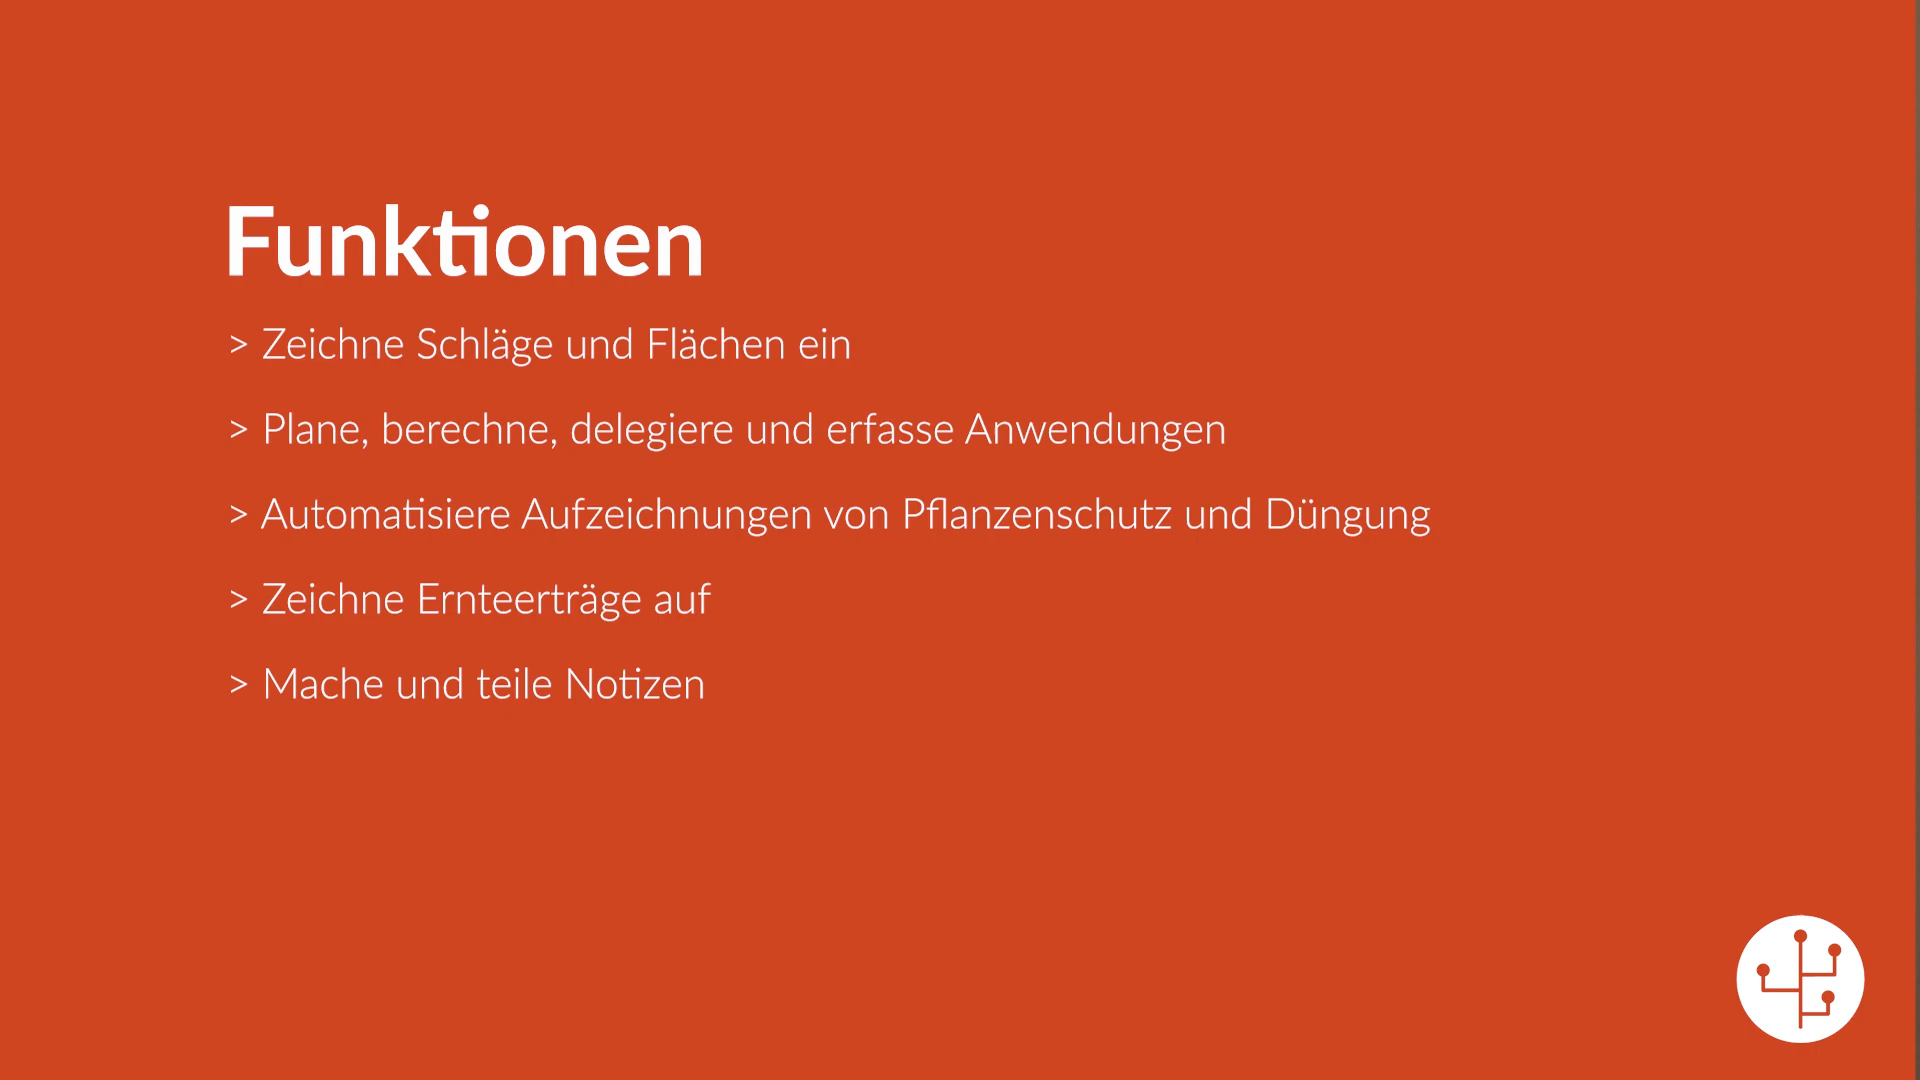 Funktionen
> Zeichne Schläge und Flächen ein
> Plane, berechne, delegiere und erfasse Anwendungen
> Automatisiere Aufzeichnungen von Pflanzenschutz und Düngung
> Zeichne Ernteerträge auf
> Mache und teile Notizen